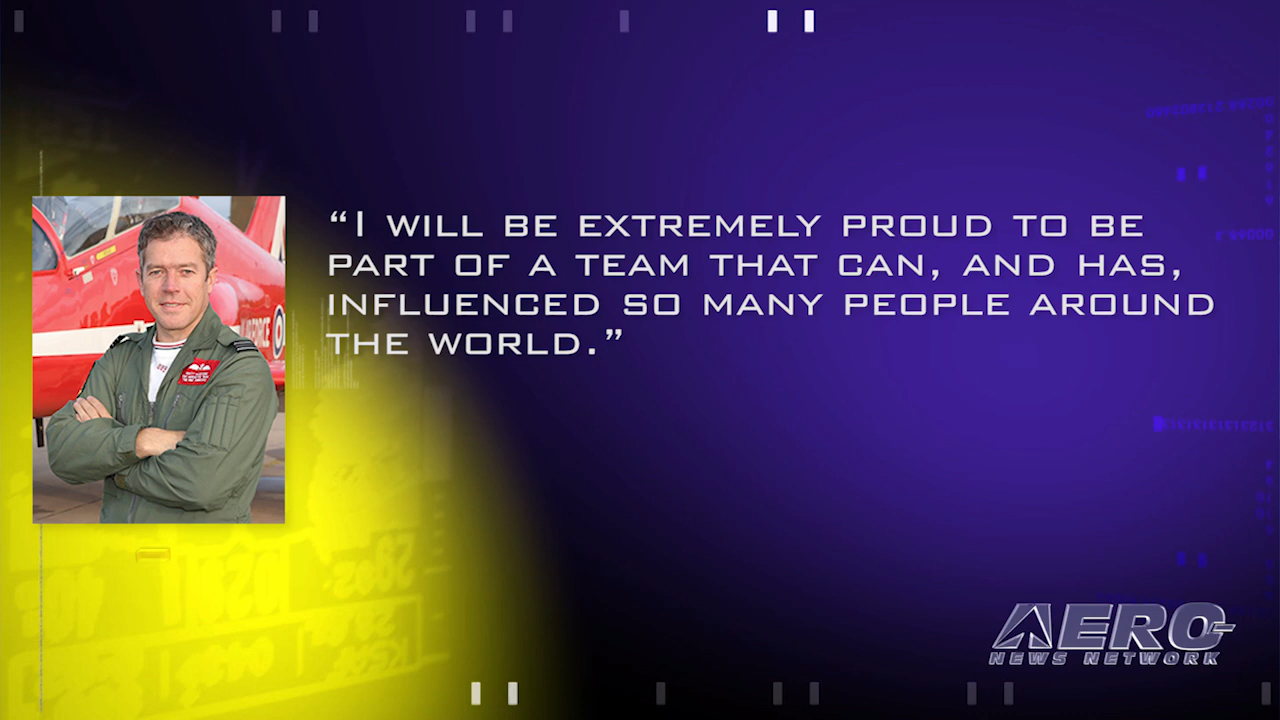 “I WILL BE EXTREMELY PROUD TO BE
PART OF A TEAM THAT CAN, AND HAS,
INFLUENCED SO MANY PEOPLE AROUND
THE WORLD.”
AERO
NEWS NETWORK